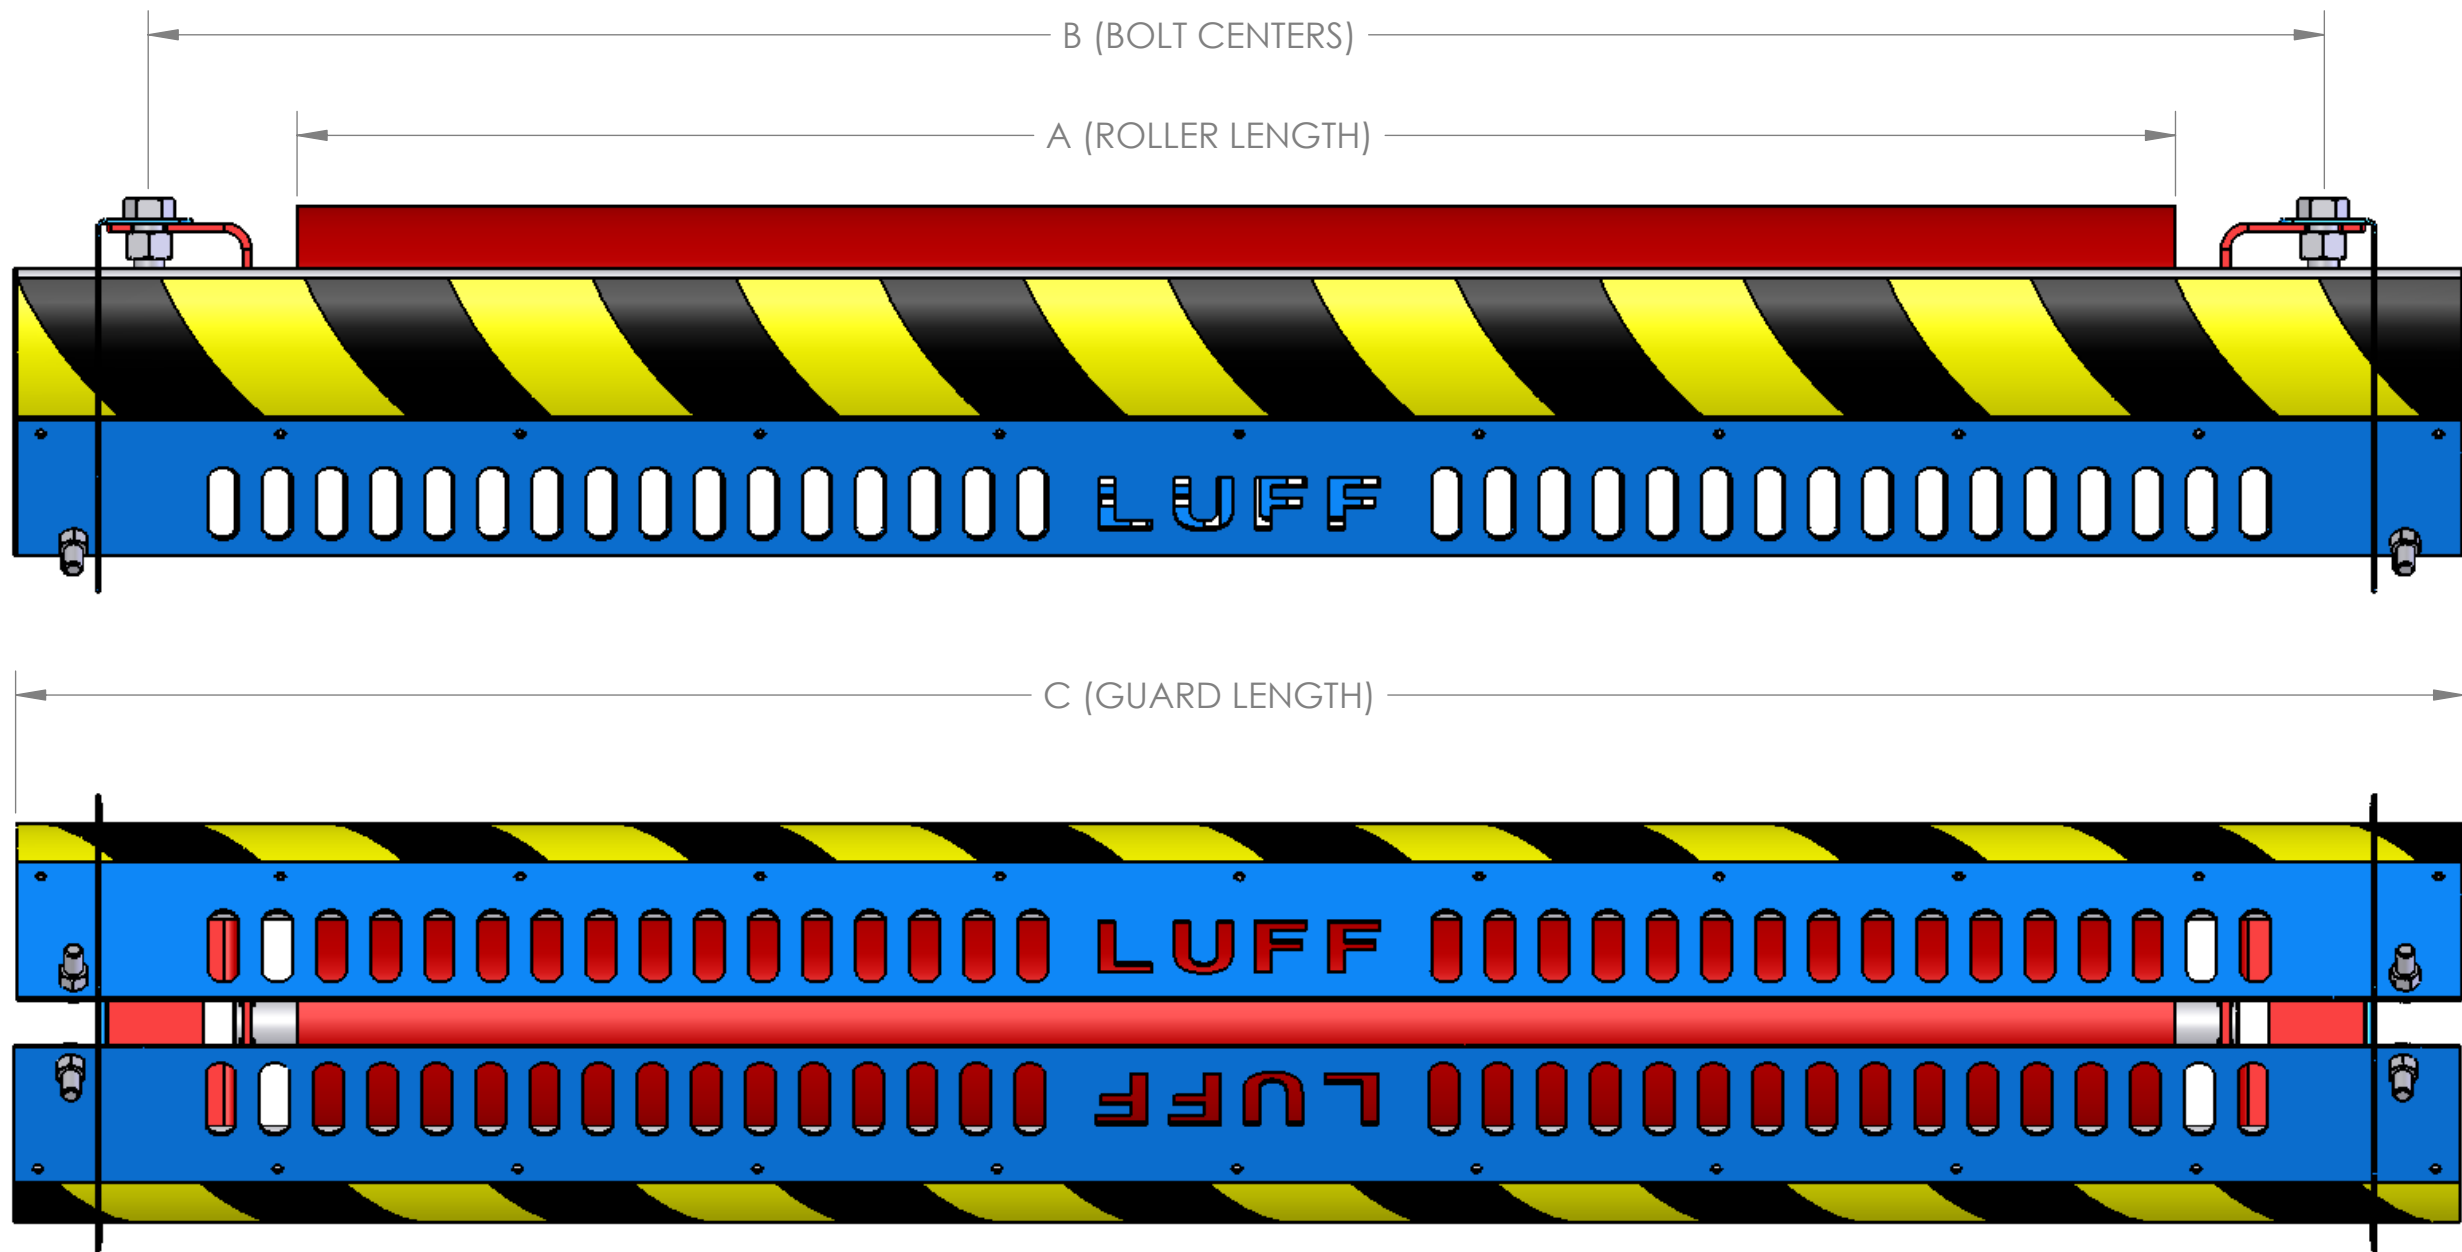 B (BOLT CENTERS)
A (ROLLER LENGTH)
LUFF
C (GUARD LENGTH)
LUFF
LUFF